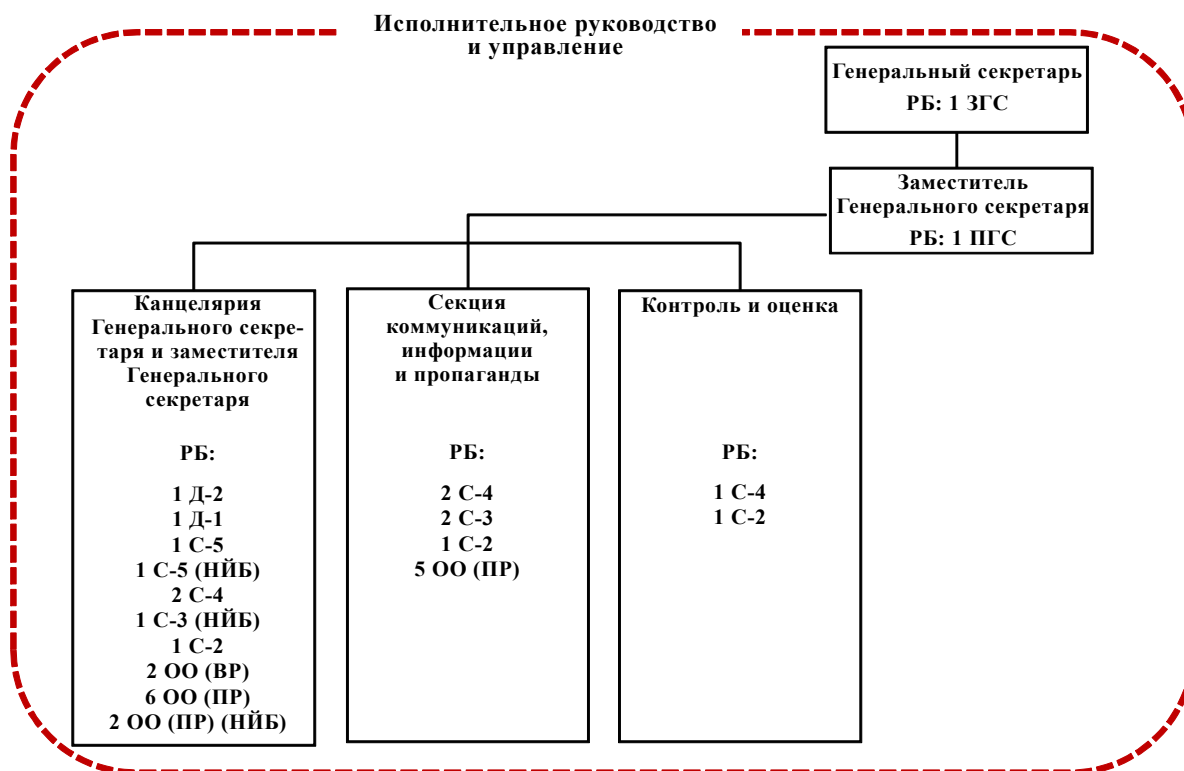 Исполнительное руководство
и управление
Генеральный секретарь
РБ: 1 ЗГС
Заместитель
Генерального секретаря
РБ: 1 ПГС
Канцелярия
Генерального секре-
таря и заместителя
Генерального
секретаря
РБ:
1 Д-2
1 Д-1
1 С-5
1 С-5 (НЙБ)
2 С-4
1 С-3 (НЙБ)
1 С-2
2 ОО (ВР)
6 ОО (ПР)
2 ОО (ПР) (НЙБ)
Секция
коммуникаций,
информации
и пропаганды
РБ:
2 С-4
2 С-3
1 С-2
5 ОО (ПР)
Контроль и оценка
РБ:
1 С-4
1 С-2